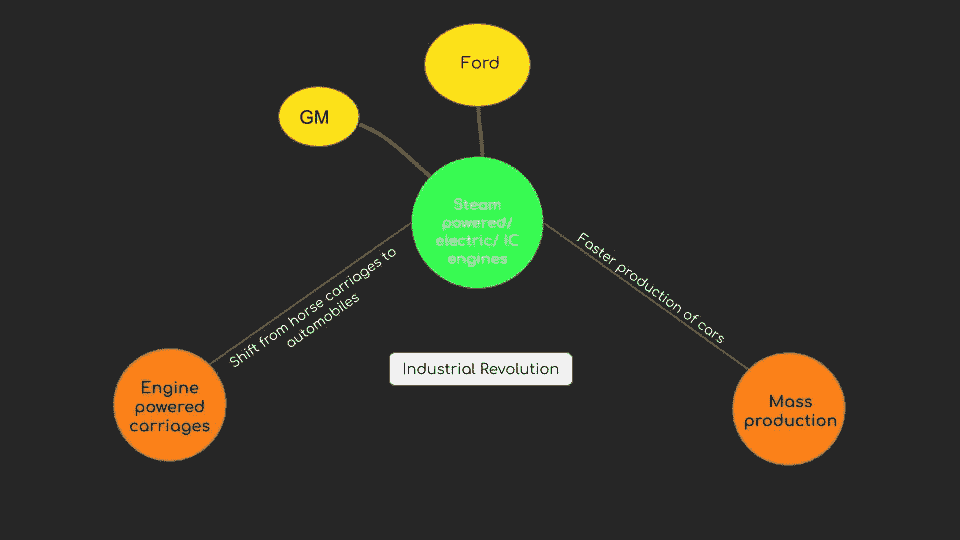 Ford
GM
Steam
powered/
electric/ IC
engines
Shift from horse carriages to
automobiles
Faster production of cars
Industrial Revolution
Engine
powered
carriages
Mass
production